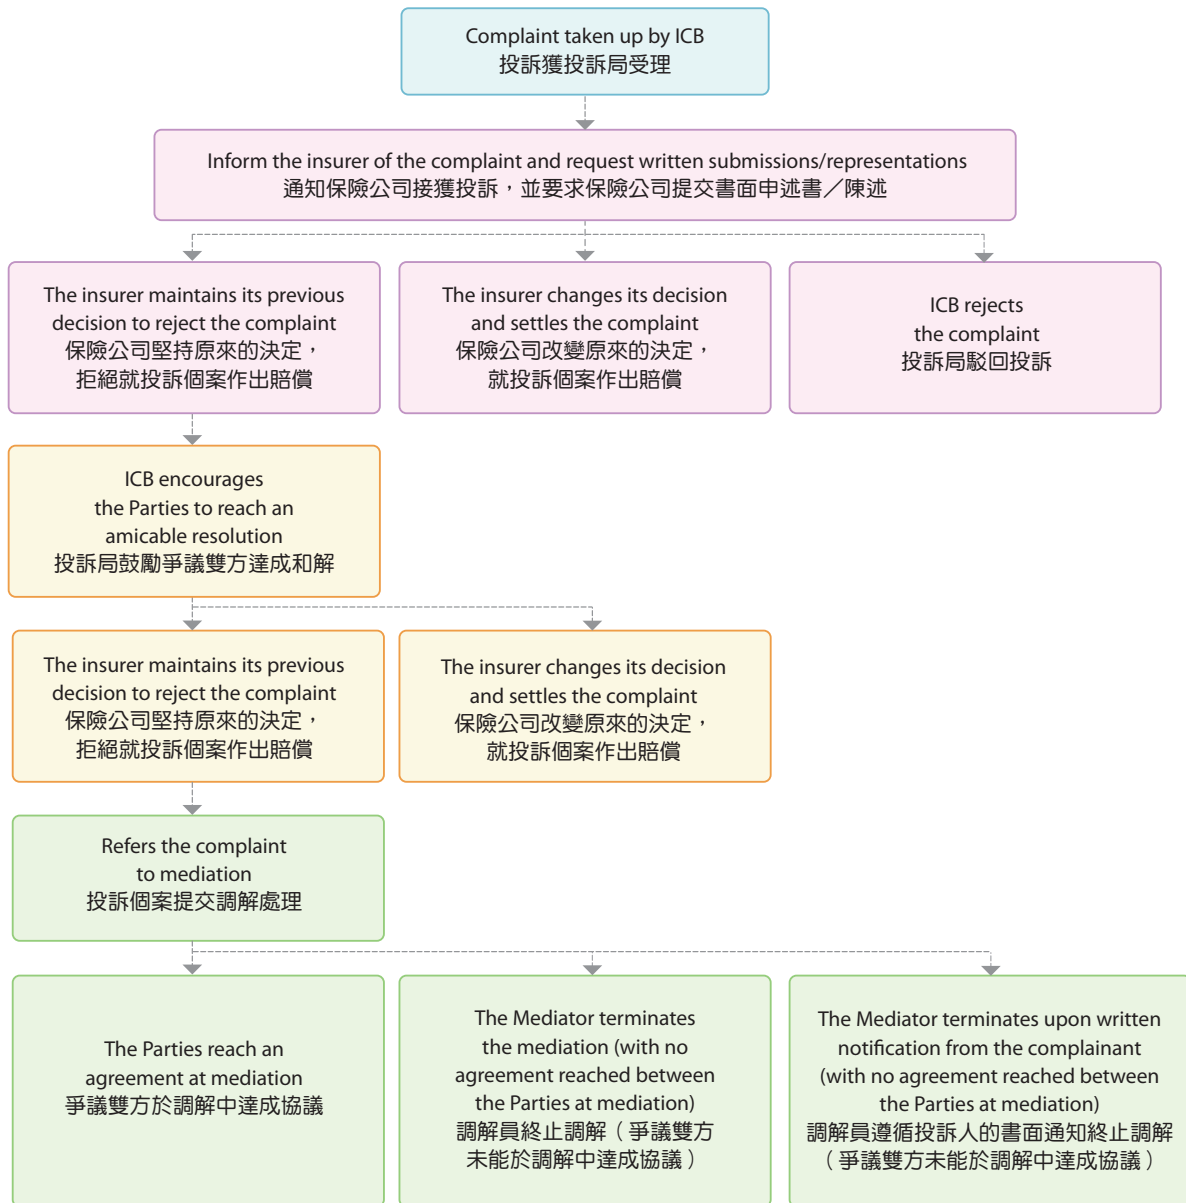 Complaint taken up by ICB
投訴獲投訴局受理
Inform the insurer of the complaint and request written submissions/representations
通知保險公司接獲投訴，並要求保險公司提交書面申述書／陳述
The insurer maintains its previous
decision to reject the complaint
保險公司堅持原來的決定，
拒絕就投訴個案作出賠償
The insurer changes its decision
and settles the complaint
保險公司改變原來的決定，
就投訴個案作出賠償
ICB rejects
the complaint
投訴局駁回投訴
ICB encourages
the Parties to reach an
amicable resolution
投訴局鼓勵爭議雙方達成和解
The insurer maintains its previous
decision to reject the complaint
保險公司堅持原來的決定，
拒絕就投訴個案作出賠償
The insurer changes its decision
and settles the complaint
保險公司改變原來的決定，
就投訴個案作出賠償
Refers the complaint
to mediation
投訴個案提交調解處理
The Parties reach an
agreement at mediation
爭議雙方於調解中達成協議
The Mediator terminates
the mediation (with no
agreement reached between
the Parties at mediation)
調解員終止調解（爭議雙方
未能於調解中達成協議）
The Mediator terminates upon written
notification from the complainant
(with no agreement reached between
the Parties at mediation)
調解員遵循投訴人的書面通知終止調解
（爭議雙方未能於調解中達成協議）